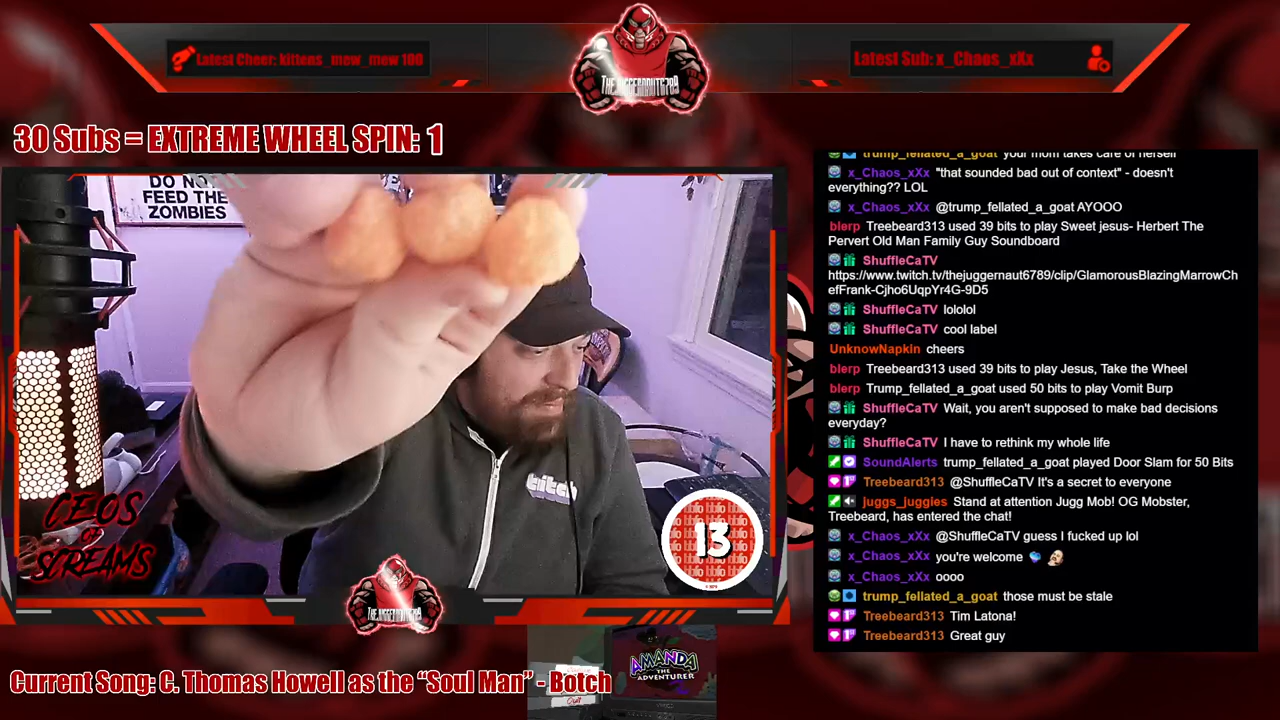 Latest Cheer: kittens_mew_mew 100
THEJUGGERNAUT6789
Latest Sub: x_Chaos_xXx
30 Subs = EXTREME WHEEL SPIN: 1
DO NOT
FEED THE
ZOMBIES
twitch
CEOS
OF
SCREAMS
13
THEJUGGERNAUT6789
Current Song: C. Thomas Howell as the “Soul Man” - Botch
Quit
AMANDA
THE
ADVENTURER
2
trump_fellated_a_goat your mom takes care of herself
x_Chaos_xXx "that sounded bad out of context" - doesn't
everything?? LOL
x_Chaos_xXx @trump_fellated_a_goat AYOOO
blerp Treebeard313 used 39 bits to play Sweet jesus- Herbert The
Pervert Old Man Family Guy Soundboard
ShuffleCaTV
https://www.twitch.tv/thejuggernaut6789/clip/GlamorousBlazingMarrowCh
efFrank-Cjho6UqpYr4G-9D5
ShuffleCaTV lololol
ShuffleCaTV cool label
UnknowNapkin cheers
blerp Treebeard313 used 39 bits to play Jesus, Take the Wheel
blerp Trump_fellated_a_goat used 50 bits to play Vomit Burp
ShuffleCaTV Wait, you aren't supposed to make bad decisions
everyday?
ShuffleCaTV I have to rethink my whole life
SoundAlerts trump_fellated_a_goat played Door Slam for 50 Bits
Treebeard313 @ShuffleCaTV It's a secret to everyone
juggs_juggies Stand at attention Jugg Mob! OG Mobster,
Treebeard, has entered the chat!
x_Chaos_xXx @ShuffleCaTV guess I fucked up lol
x_Chaos_xXx you're welcome
x_Chaos_xXx oooo
trump_fellated_a_goat those must be stale
Treebeard313 Tim Latona!
Treebeard313 Great guy